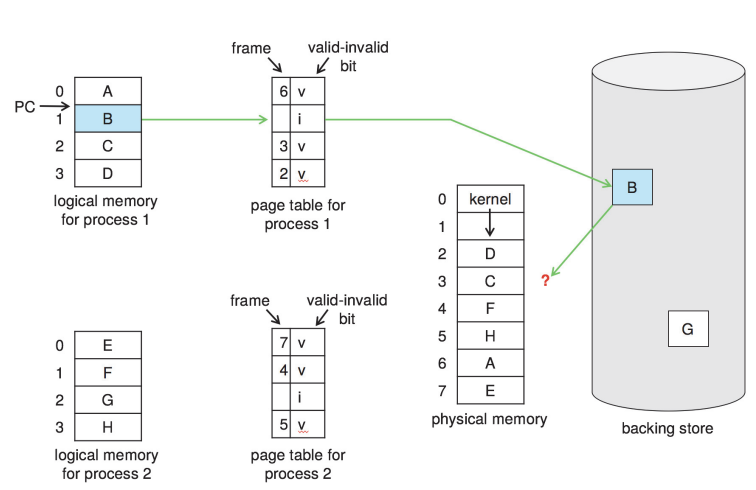 frame
valid-invalid
bit
PC
0 A
1 B
2 C
3 D
logical memory
for process 1
6 v
i
3 v
2 v
page table for
process 1
B
0 kernel
1
2 D
3 C
4 F
5 H
6 A
7 E
physical memory
?
G
backing store
frame
valid-invalid
bit
0 E
1 F
2 G
3 H
logical memory
for process 2
7 v
4 v
i
5 v
page table for
process 2